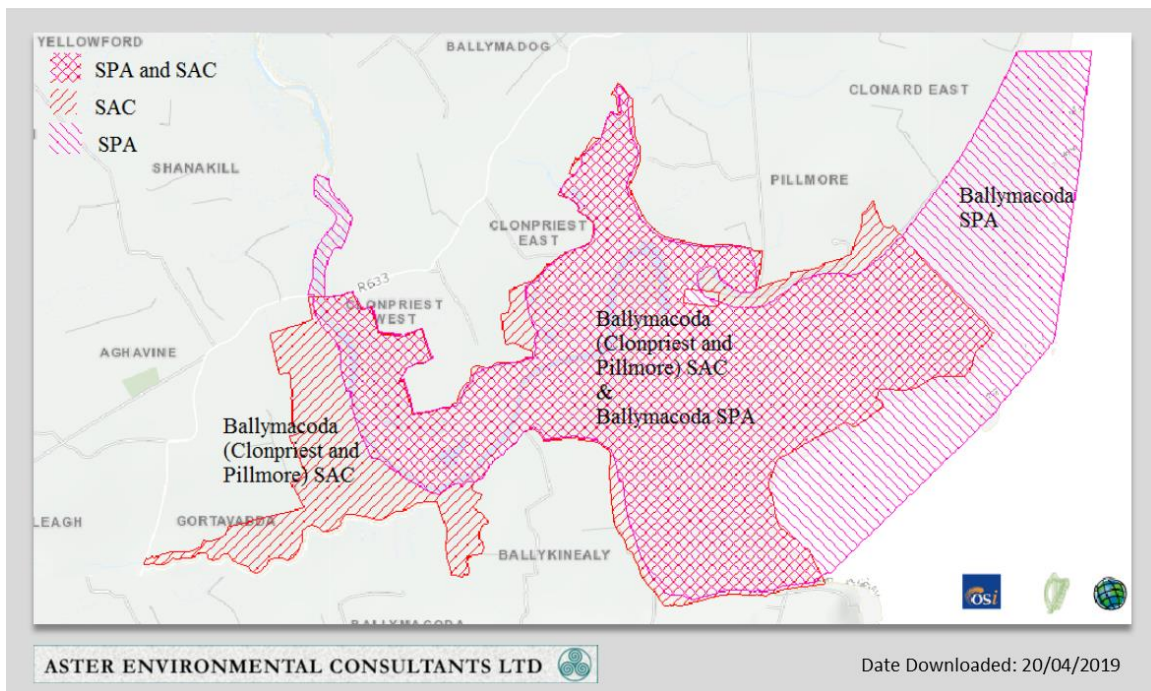 YELLOWFORD
BALLYMADOG
SPA and SAC
SAC
SPA
CLONARD EAST
SHANAKILL
PILLMORE
Ballymacoda
SPA
CLONPRIEST
EAST
R633
CLONPRIEST
WEST
AGHAVINE
Ballymacoda
(Clonpriest and
Pillmore) SAC
&
Ballymacoda SPA
Ballymacoda
(Clonpriest and
Pillmore) SAC
LEAGH
GORTAVADDA
BALLYKINEALY
BALLYMACODA
osi
ASTER ENVIRONMENTAL CONSULTANTS LTD
Date Downloaded: 20/04/2019